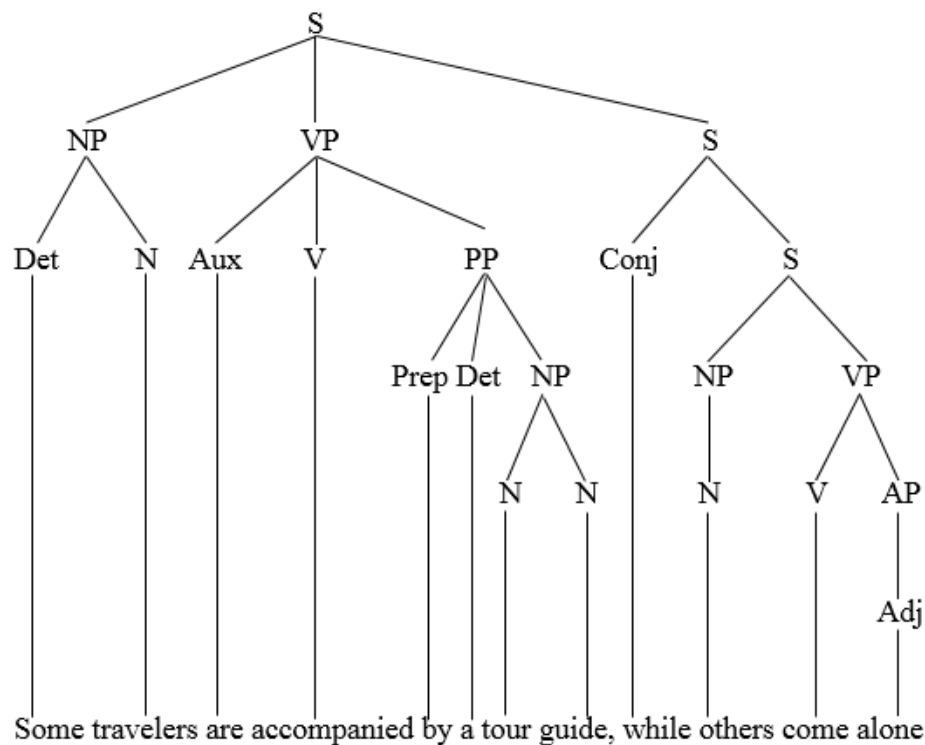 S
NP VP S
Det N Aux V PP Conj S
Prep Det NP NP VP
N N N V AP
Adj
Some travelers are accompanied by a tour guide, while others come alone